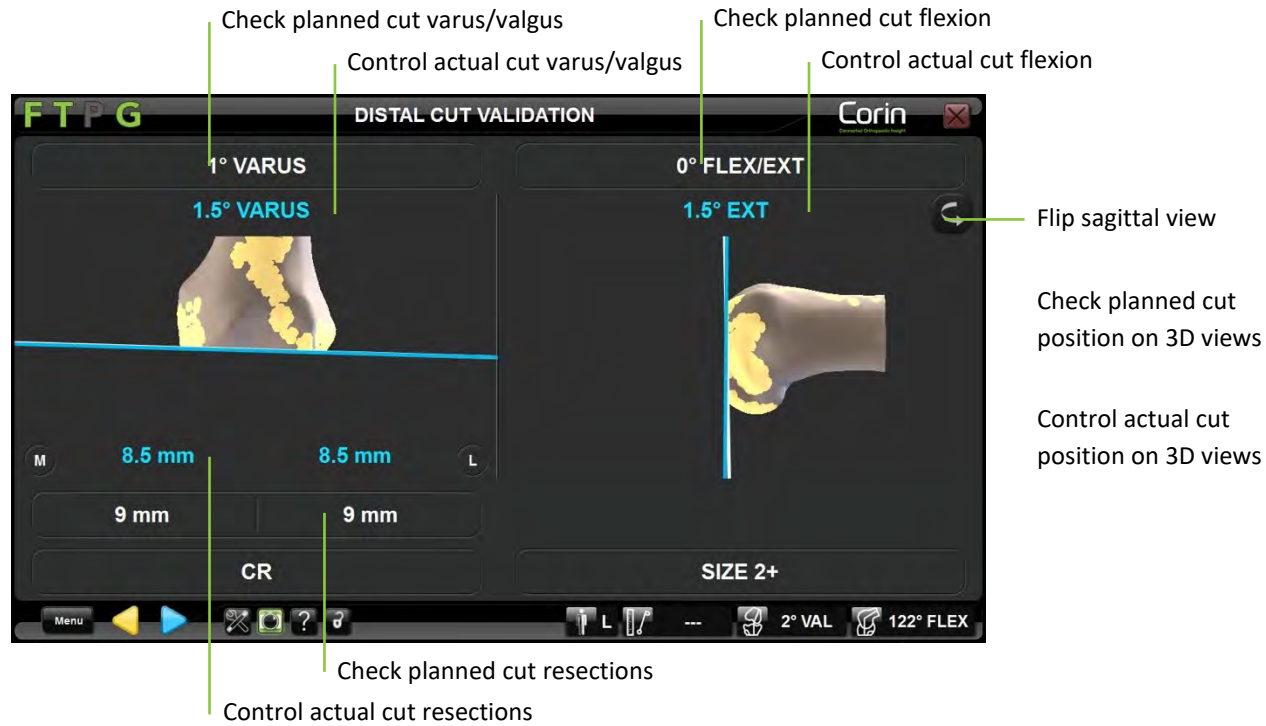 Check planned cut varus/valgus
Check planned cut flexion
Control actual cut varus/valgus
Control actual cut flexion
F T P G
DISTAL CUT VALIDATION
Corin
Connected Orthopaedic Insight
1° VARUS
0° FLEX/EXT
1.5° VARUS
1.5° EXT
Flip sagittal view
Check planned cut
position on 3D views
Control actual cut
position on 3D views
M
8.5 mm
8.5 mm
L
9 mm
9 mm
CR
SIZE 2+
Menu
?
L
---
2° VAL
122° FLEX
Check planned cut resections
Control actual cut resections